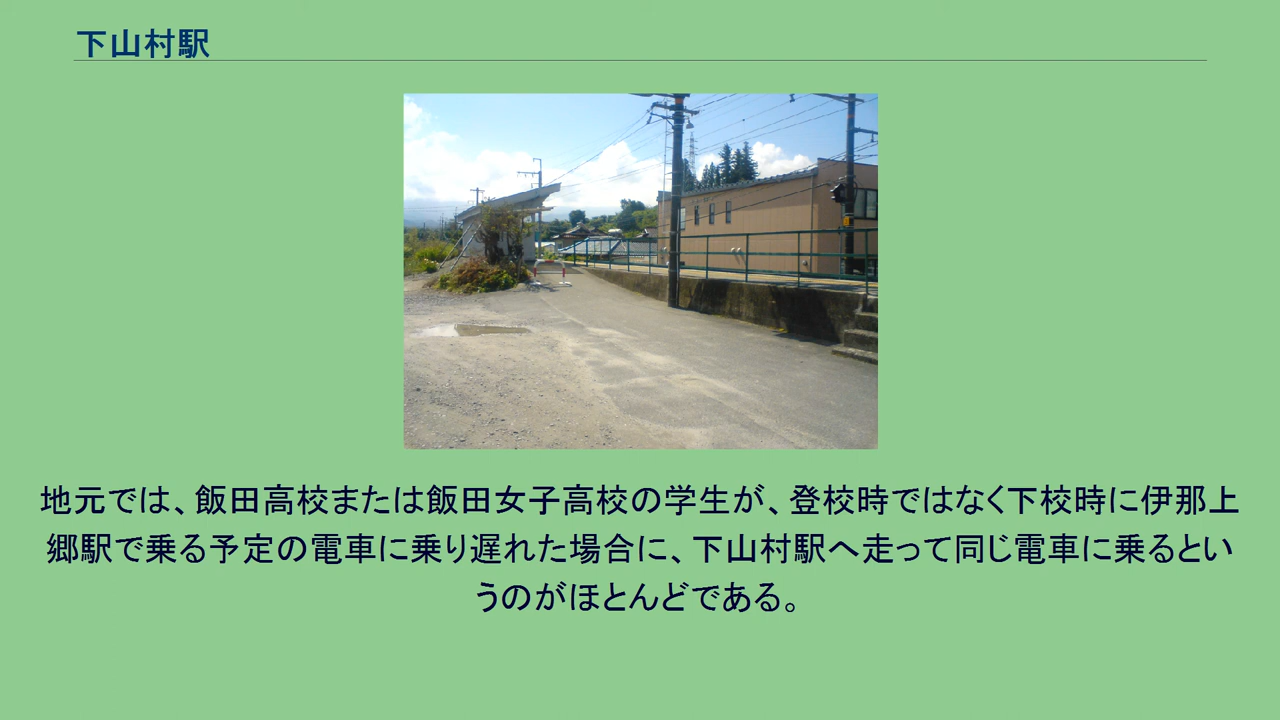 下山村駅
地元では、飯田高校または飯田女子高校の学生が、登校時ではなく下校時に伊那上
郷駅で乗る予定の電車に乗り遅れた場合に、下山村駅へ走って同じ電車に乗るとい
うのがほとんどである。